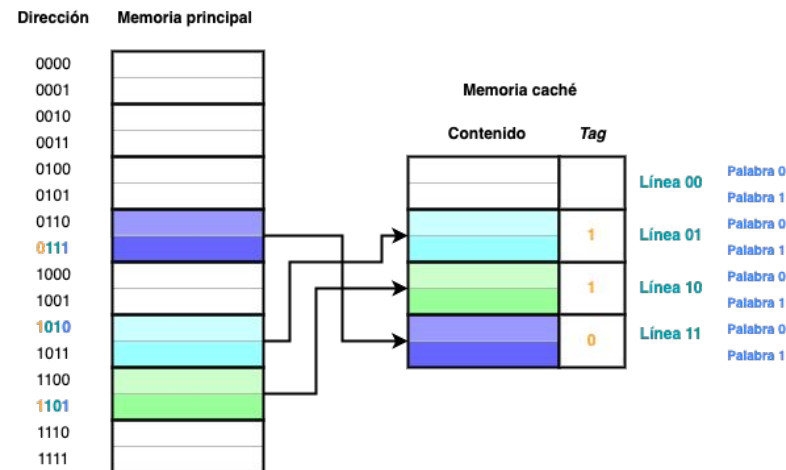 Dirección Memoria principal
0000
0001
0010
0011
0100
0101
0110
0111
1000
1001
1010
1011
1100
1101
1110
1111
Memoria caché
Contenido Tag
Línea 00 Palabra 0
Palabra 1
1 Línea 01 Palabra 0
Palabra 1
1 Línea 10 Palabra 0
Palabra 1
0 Línea 11 Palabra 0
Palabra 1